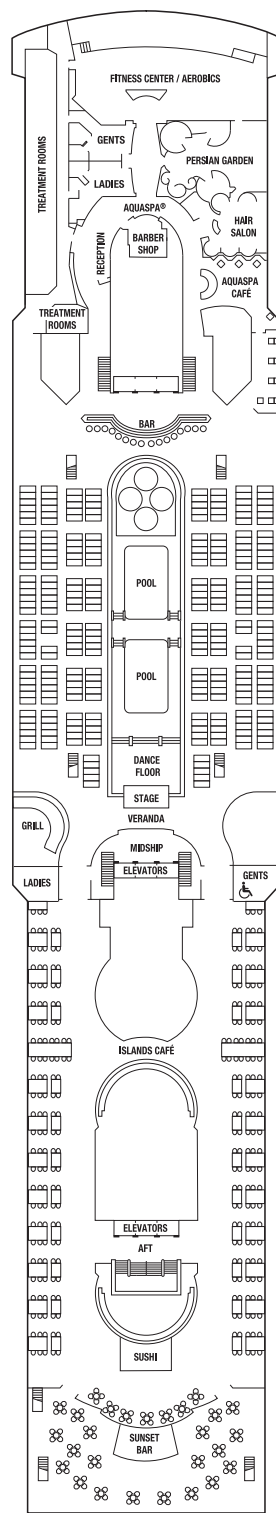 FITNESS CENTER / AEROBICS
TREATMENT ROOMS
GENTS
PERSIAN GARDEN
LADIES
AQUASPA®
HAIR
SALON
RECEPTION
BARBER
SHOP
AQUASPA
CAFÉ
TREATMENT
ROOMS
BAR
POOL
POOL
DANCE
FLOOR
STAGE
VERANDA
GRILL
MIDSHIP
ELEVATORS
LADIES
GENTS
ISLANDS CAFÉ
ELEVATORS
AFT
SUSHI
SUNSET
BAR